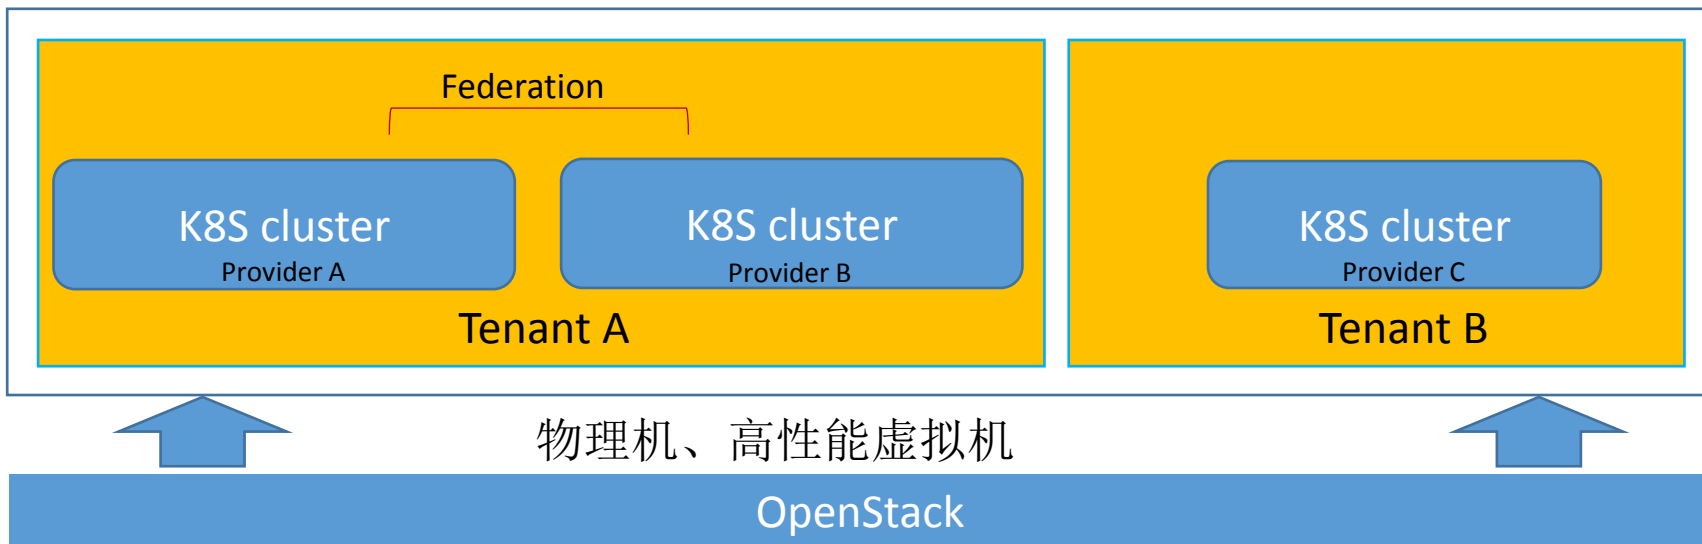 Federation
K8S cluster
Provider A
K8S cluster
Provider B
Tenant A
K8S cluster
Provider C
Tenant B
物理机、高性能虚拟机
OpenStack